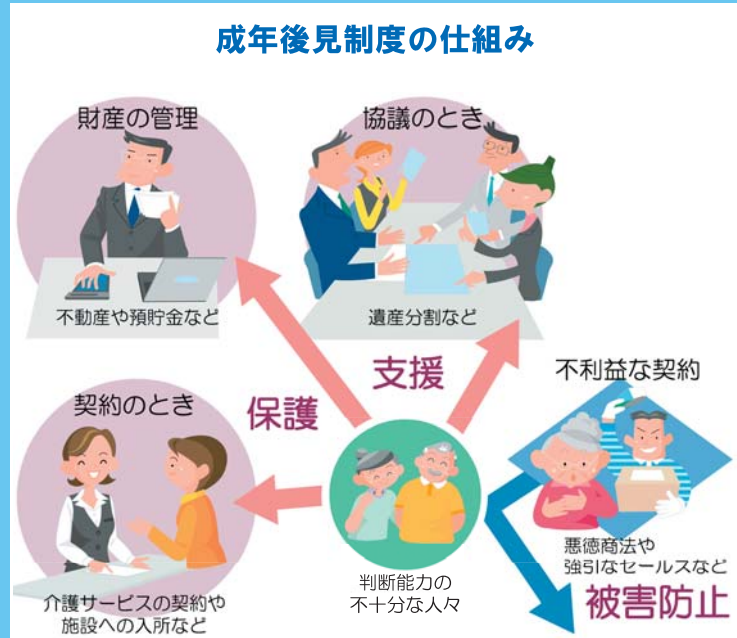 成年後見制度の仕組み
財産の管理
不動産や預貯金など
協議のとき
遺産分割など
支援
保護
契約のとき
介護サービスの契約や
施設への入所など
判断能力の
不十分な人々
不利益な契約
悪徳商法や
強引なセールスなど
被害防止